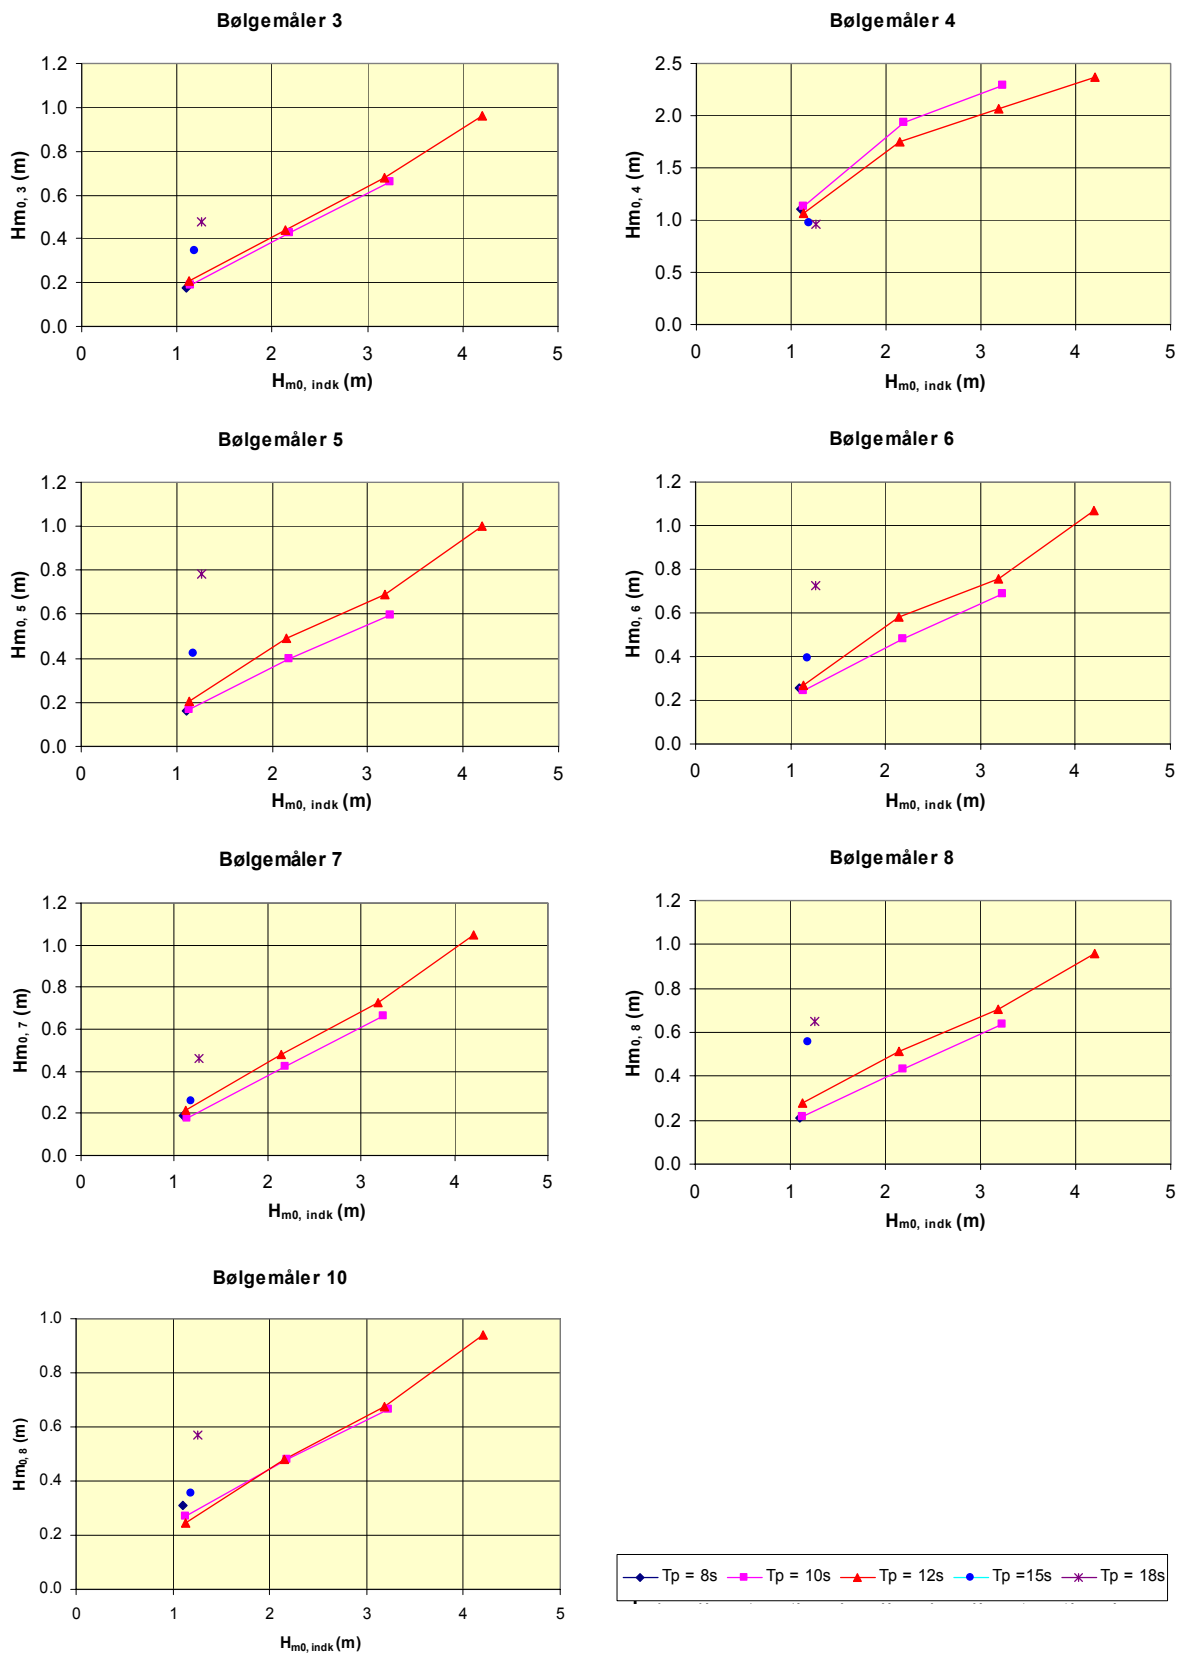 Bølgemåler 3
1.2
1.0
0.8
0.6
0.4
0.2
0.0
Hm0, 3 (m)
0 1 2 3 4 5
Hm0, indk (m)
Bølgemåler 4
2.5
2.0
1.5
1.0
0.5
0.0
Hm0, 4 (m)
0 1 2 3 4 5
Hm0, indk (m)
Bølgemåler 5
1.2
1.0
0.8
0.6
0.4
0.2
0.0
Hm0, 5 (m)
0 1 2 3 4 5
Hm0, indk (m)
Bølgemåler 6
1.2
1.0
0.8
0.6
0.4
0.2
0.0
Hm0, 6 (m)
0 1 2 3 4 5
Hm0, indk (m)
Bølgemåler 7
1.2
1.0
0.8
0.6
0.4
0.2
0.0
Hm0, 7 (m)
0 1 2 3 4 5
Hm0, indk (m)
Bølgemåler 8
1.2
1.0
0.8
0.6
0.4
0.2
0.0
Hm0, 8 (m)
0 1 2 3 4 5
Hm0, indk (m)
Bølgemåler 10
1.0
0.8
0.6
0.4
0.2
0.0
Hm0, 8 (m)
0 1 2 3 4 5
Hm0, indk (m)
Tp = 8s Tp = 10s Tp = 12s Tp =15s Tp = 18s